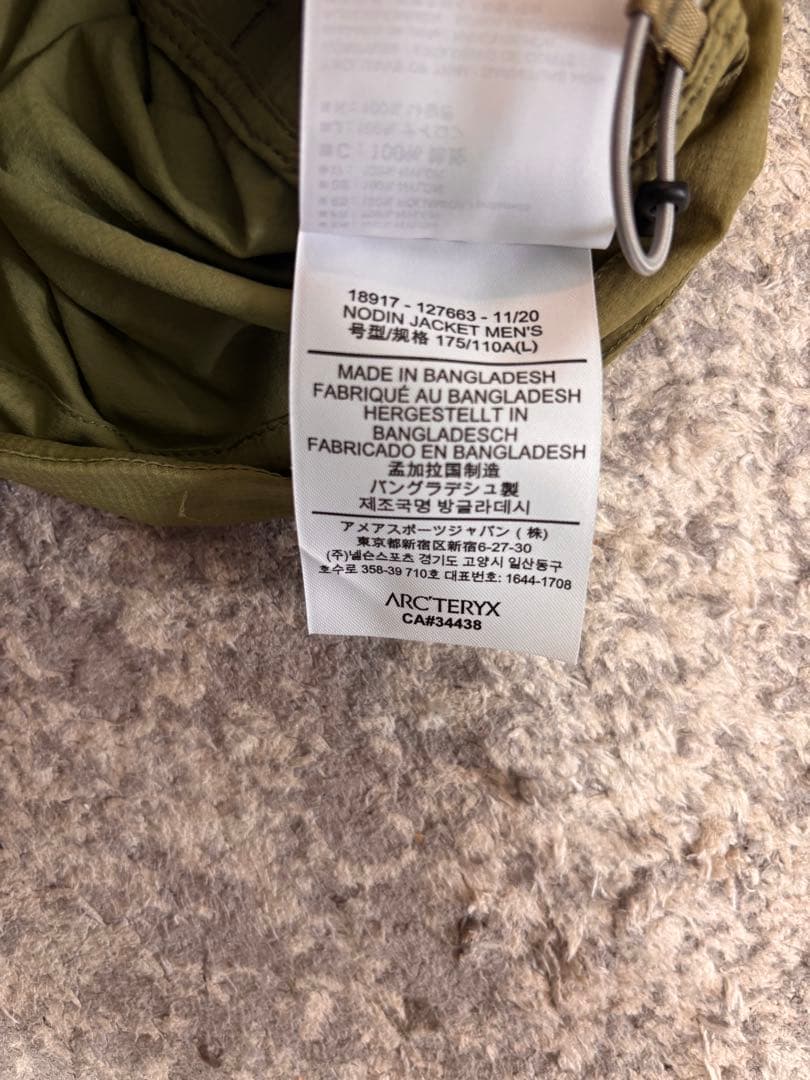 18917 - 127663 - 11/20
NODIN JACKET MEN'S
号型/规格 175/110A(L)
MADE IN BANGLADESH
FABRIQUÉ AU BANGLADESH
HERGESTELLT IN
BANGLADESCH
FABRICADO EN BANGLADESH
孟加拉国制造
バングラデシュ製
제조국명 방글라데시
アメアスポーツジャパン ( 株)
東京都新宿区新宿6-27-30
(주)넬슨스포츠 경기도 고양시 일산동구
호수로 358-39 710호 대표번호: 1644-1708
ARC'TERYX
CA#34438